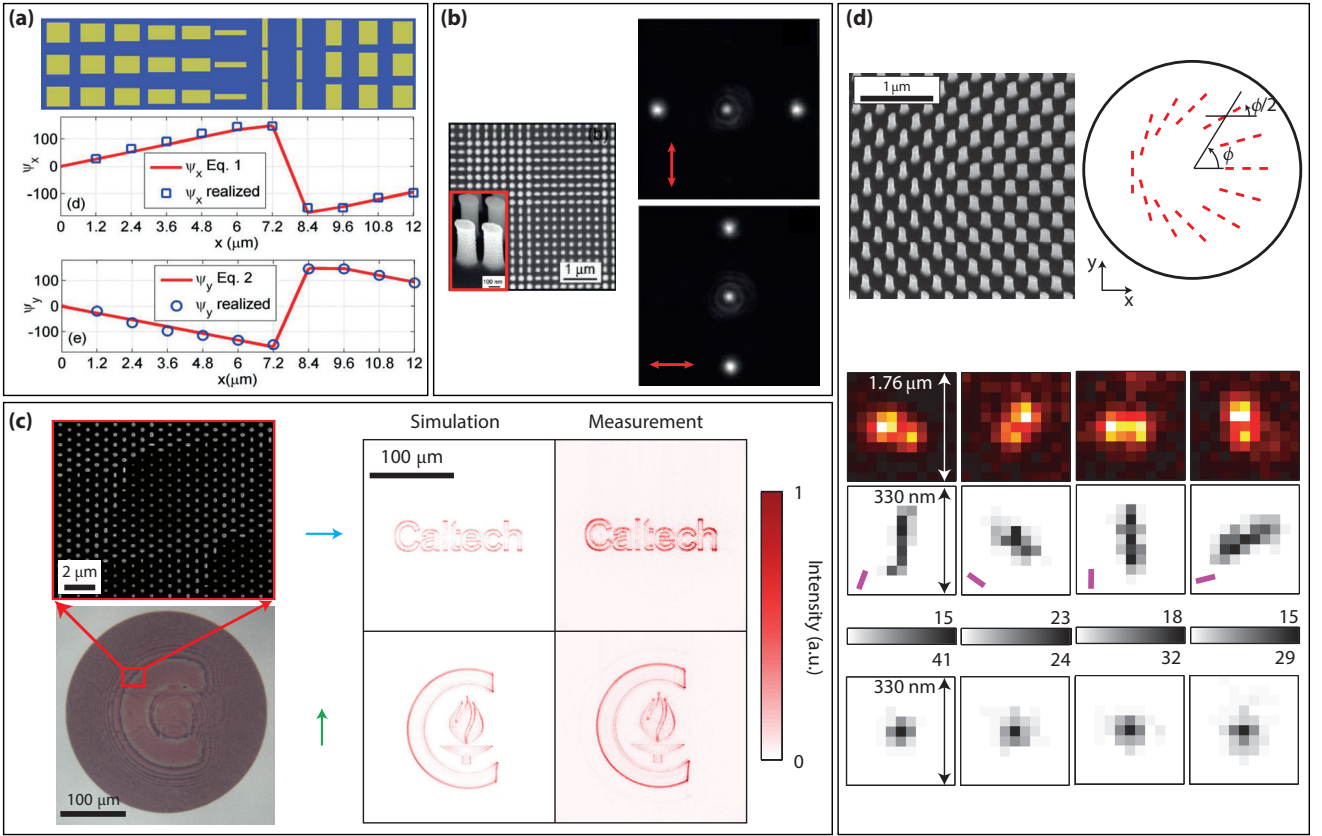 (a)
100
0
-100
ψx
ψx Eq. 1
ψx realized
(d)
0 1.2 2.4 3.6 4.8 6 7.2 8.4 9.6 10.8 12
x (μm)
100
0
-100
ψy
ψy Eq. 2
ψy realized
(e)
0 1.2 2.4 3.6 4.8 6 7.2 8.4 9.6 10.8 12
x(μm)
(b)
(b)
100 nm
1 μm
(c)
2 μm
100 μm
Simulation Measurement
100 μm
Caltech Caltech
1
Intensity (a.u.)
0
(d)
1μm
ϕ/2
ϕ
y
x
1.76 μm
330 nm
15 23 18 15
41 24 32 29
330 nm